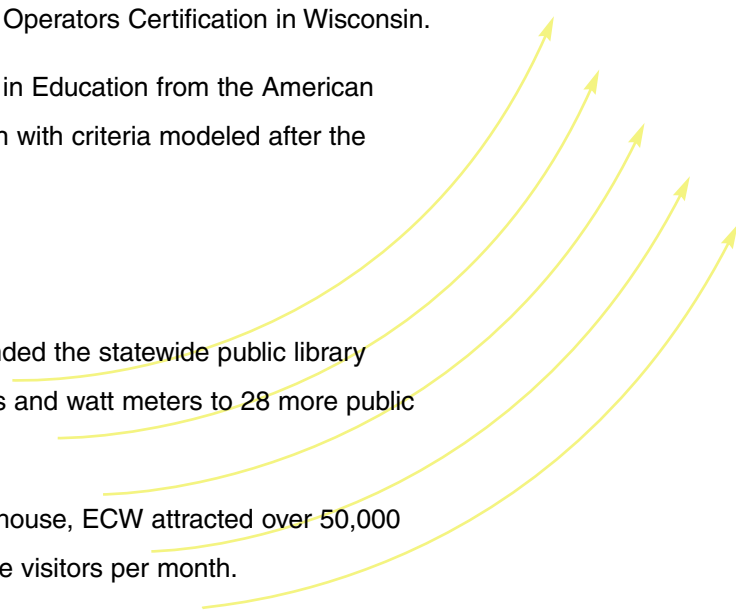 Operators Certification in Wisconsin.
in Education from the American
with criteria modeled after the
the statewide public library
and watt meters to 28 more public
house, ECW attracted over 50,000
visitors per month.